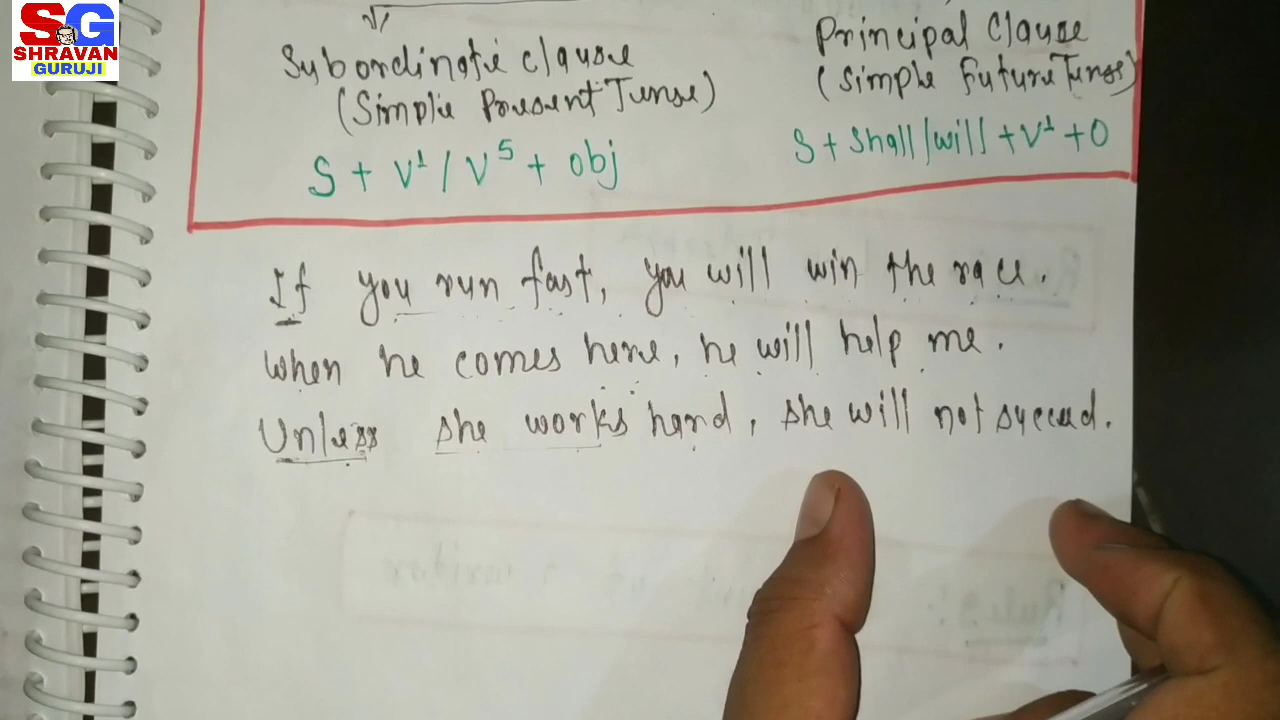 SG
SHRAVAN
GURUJI
Subordinate clause
Principal Clause
(Simple Present Tense)
(Simple Future Tense)
S + V¹ / V⁵ + obj
S + Shall/will + V¹ + O
If you run fast, you will win the race.
When he comes here, he will help me.
Unless she works hard, she will not succeed.